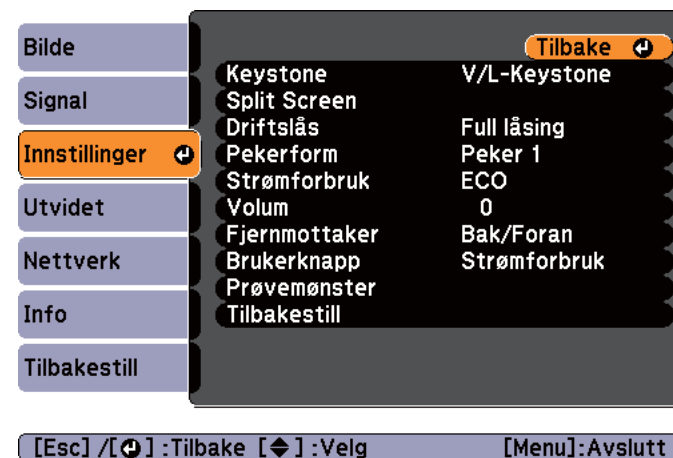 Bilde
Signal
Innstillinger
Utvidet
Nettverk
Info
Tilbakestill
Tilbake
Keystone V/L-Keystone
Split Screen
Driftslås Full låsing
Pekerform Peker 1
Strømforbruk ECO
Volum 0
Fjernmottaker Bak/Foran
Brukerknapp Strømforbruk
Prøvemønster
Tilbakestill
[Esc] /[⏎] :Tilbake [◆] :Velg [Menu]:Avslutt